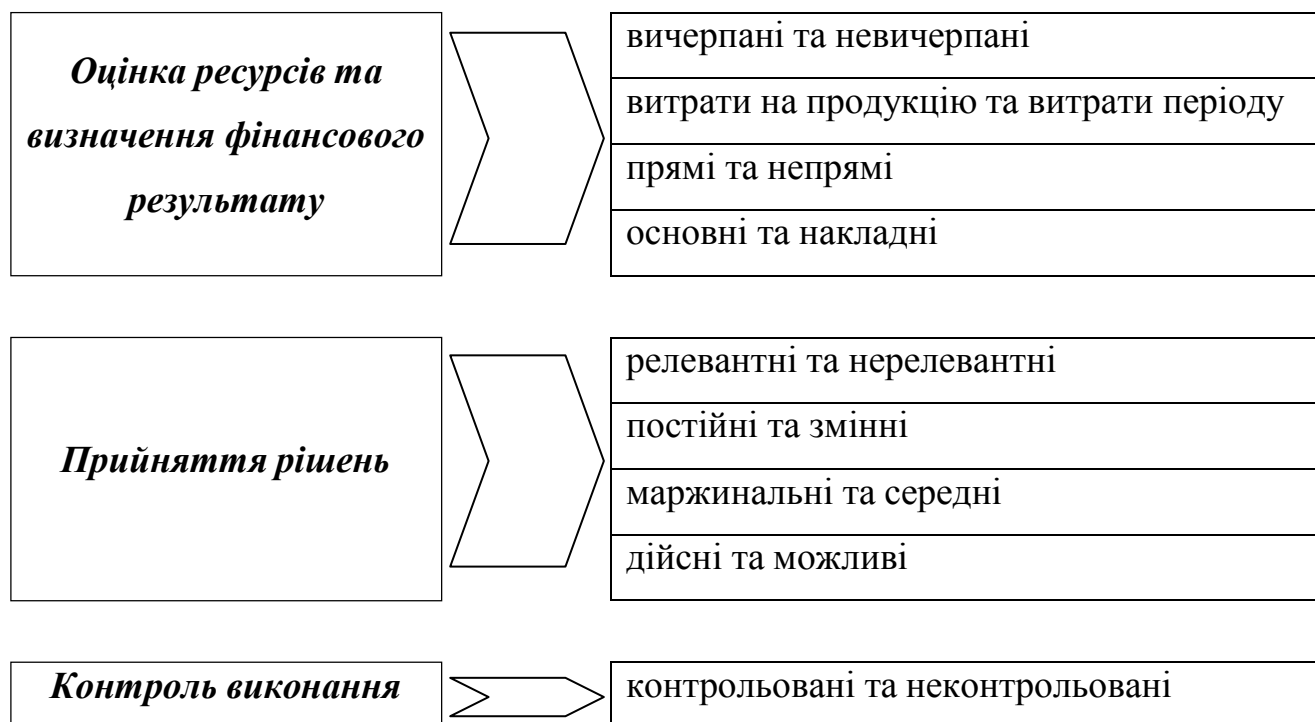 Оцінка ресурсів та
визначення фінансового
результату
вичерпані та невичерпані
витрати на продукцію та витрати періоду
прямі та непрямі
основні та накладні
Прийняття рішень
релевантні та нерелевантні
постійні та змінні
маржинальні та середні
дійсні та можливі
Контроль виконання
контрольовані та неконтрольовані